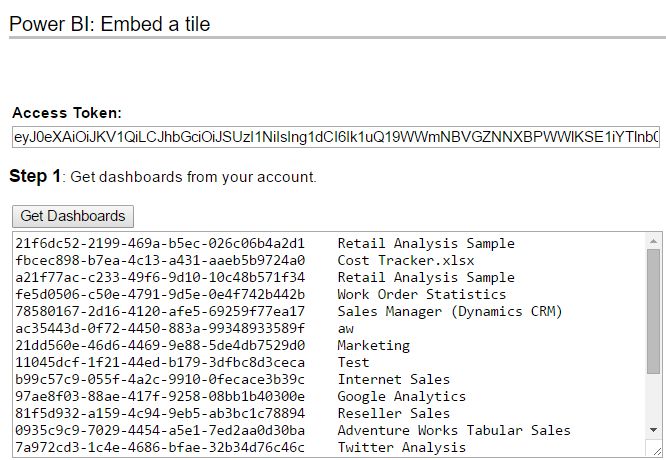 Power BI: Embed a tile
Access Token:
eyJ0eXAiOiJKV1QiLCJhbGciOiJSUzI1NiIsIng1dCI6Ik1uQ19WWmNBVGZNNXBPWWlKSE1iYTlnb0
Step 1: Get dashboards from your account.
Get Dashboards
21f6dc52-2199-469a-b5ec-026c06b4a2d1 Retail Analysis Sample
fbcec898-b7ea-4c13-a431-aaeb5b9724a0 Cost Tracker.xlsx
a21f77ac-c233-49f6-9d10-10c48b571f34 Retail Analysis Sample
fe5d0506-c50e-4791-9d5e-0e4f742b442b Work Order Statistics
78580167-2d16-4120-afe5-69259f77ea17 Sales Manager (Dynamics CRM)
ac35443d-0f72-4450-883a-99348933589f aw
21dd560e-46d6-4469-9e88-5de4db7529d0 Marketing
11045dcf-1f21-44ed-b179-3dfbc8d3ceca Test
b99c57c9-055f-4a2c-9910-0fecace3b39c Internet Sales
97ae8f03-88ae-417f-9258-08bb1b40300e Google Analytics
81f5d932-a159-4c94-9eb5-ab3bc1c78894 Reseller Sales
0935c9c9-7029-4454-a5e1-7ed2aa0d30ba Adventure Works Tabular Sales
7a972cd3-1c4e-4686-bfae-32b34d76c46c Twitter Analysis